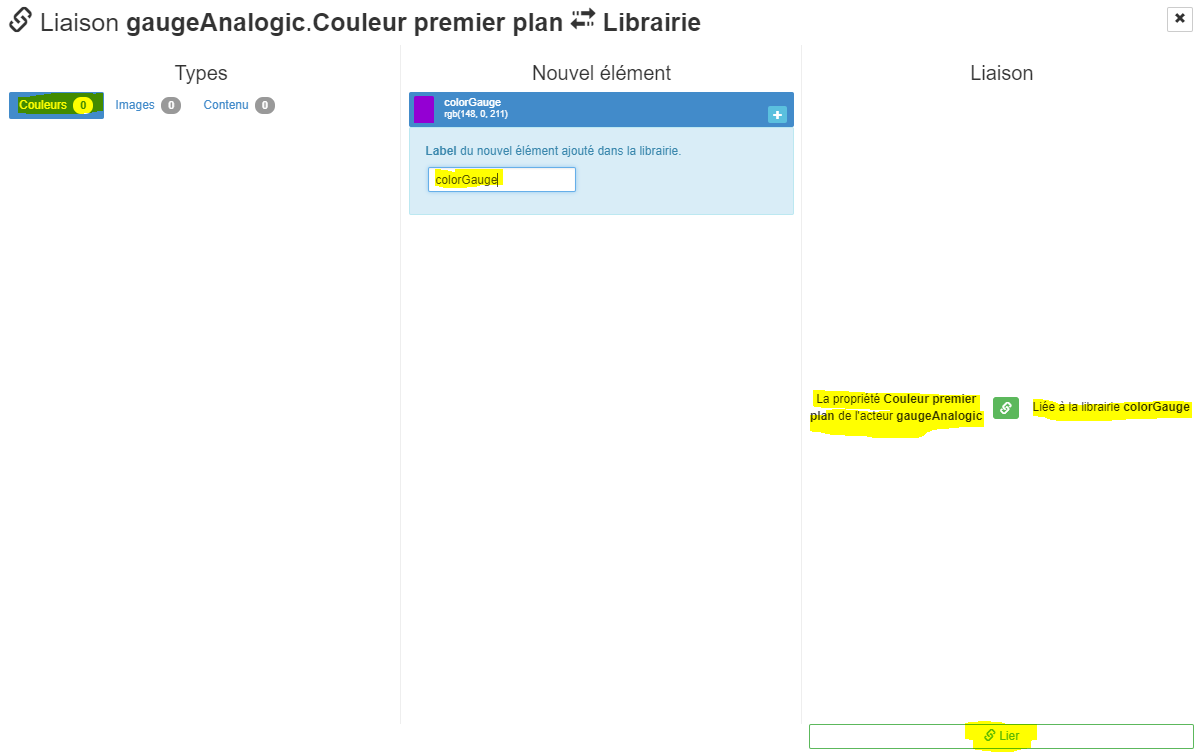 Liaison gaugeAnalogic.Couleur premier plan Librairie
Types
Couleurs 0 Images 0 Contenu 0
Nouvel élément
colorGauge
rgb(148, 0, 211)
Label du nouvel élément ajouté dans la librairie.
colorGauge
Liaison
La propriété Couleur premier
plan de l'acteur gaugeAnalogic
Liée à la librairie colorGauge
Lier